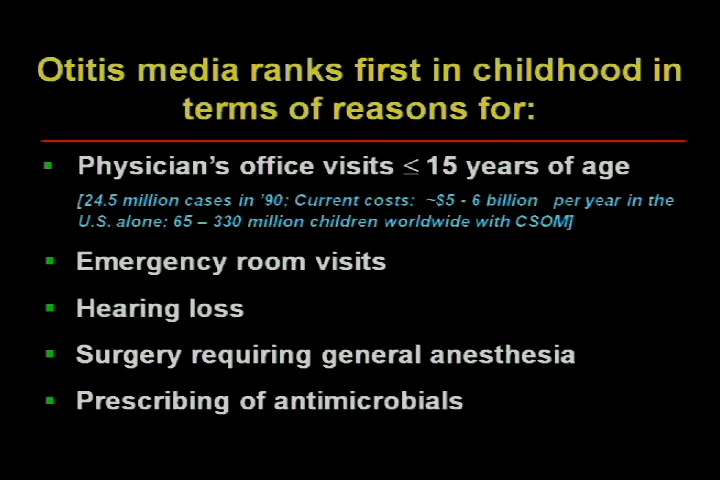 Otitis media ranks first in childhood in
terms of reasons for:
▪ Physician's office visits ≤ 15 years of age
[24.5 million cases in '90; Current costs: ~$5 - 6 billion per year in the
U.S. alone; 65 – 330 million children worldwide with CSOM]
▪ Emergency room visits
▪ Hearing loss
▪ Surgery requiring general anesthesia
▪ Prescribing of antimicrobials